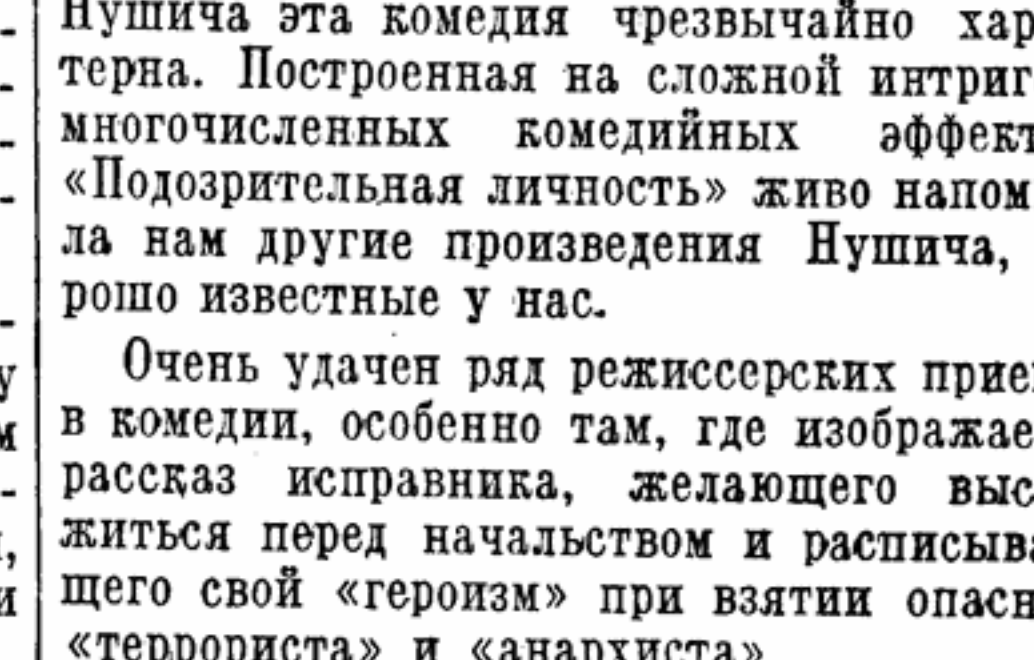 Нушича эта комедия чрезвычайно хар
терна. Построенная на сложной интриг
многочисленных комедийных эффект
«Подозрительная личность» живо напом
ла нам другие произведения Нушича,
рошо известные у нас.
Очень удачен ряд режиссерских прием
в комедии, особенно там, где изображае
рассказ исправника, желающего выс
житься перед начальством и расписыва
щего свой «героизм» при взятии опасн
«террориста» и «анархиста»